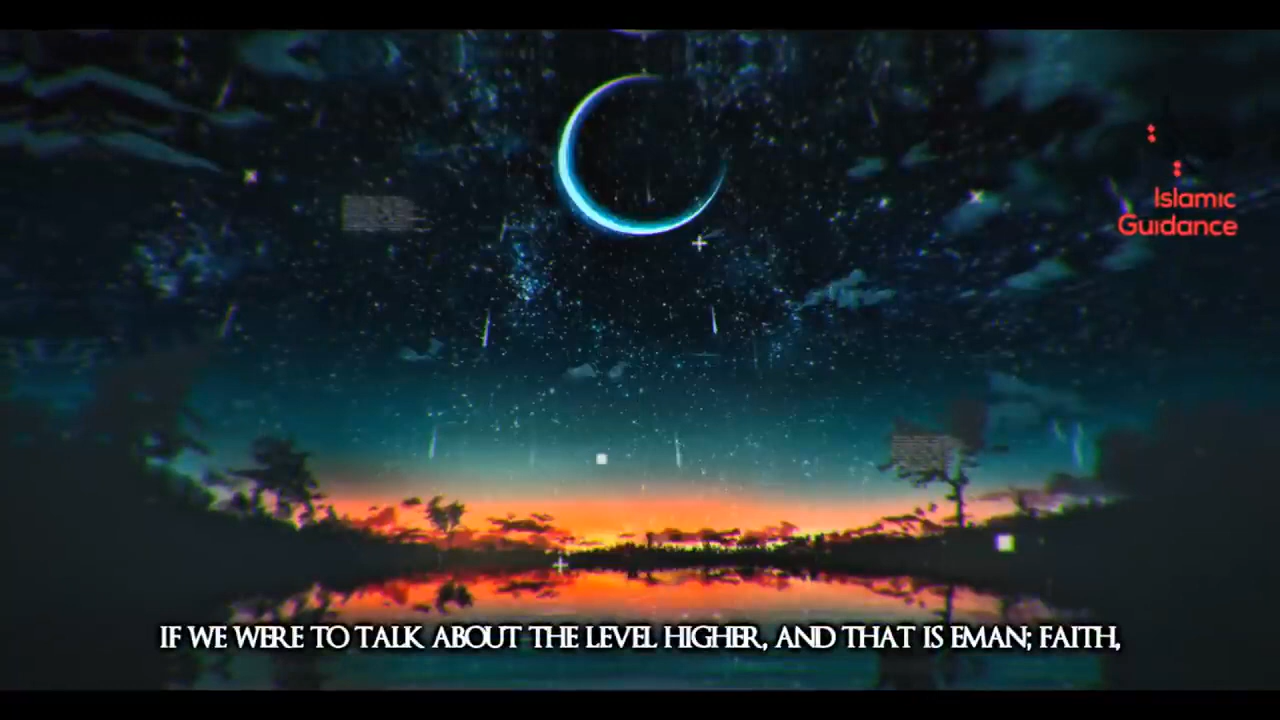 Islamic
Guidance
IF WE WERE TO TALK ABOUT THE LEVEL HIGHER, AND THAT IS EMAN; FAITH,